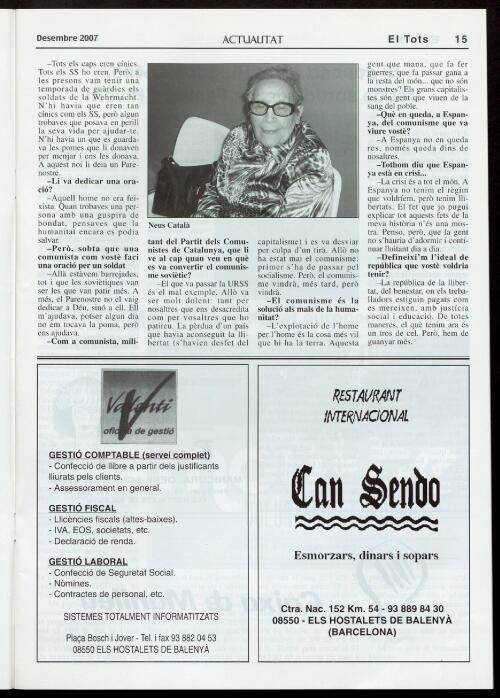 Desembre 2007
ACTUALITAT
El Tots 15
–Tots els caps eren cínics.
Tots els SS ho eren. Però, a
les presons vam tenir una
temporada de guàrdies els
soldats de la Wehrmacht.
N'hi havia que eren tan
cínics com els SS, però algun
trobaves que posava en perill
la seva vida per ajudar-te.
N'hi havia un que es guarda-
va les pomes que li donaven
per menjar i ens les donava.
A aquest noi li deia un Pare-
nostre.
–Li va dedicar una ora-
ció?
–Aquell home no era fei-
xista. Quan trobaves una per-
sona amb una guspira de
bondat, pensaves que la
humanitat encara es podia
salvar.
–Però, sobta que una
comunista com vostè faci
una oració per un soldat
–Allà estàvem barrejades,
tot i que les soviètiques van
ser les que van patir més. A
més, el Parenostre no el vaig
dedicar a Déu, sinó a ell. Ell
m'ajudava, potser algun dia
no em tocava la poma, però
ens ajudava.
–Com a comunista, mili-
Neus Català
tant del Partit dels Comu-
nistes de Catalunya, que li
ve al cap quan veu en què
es va convertir el comunis-
me soviètic?
–El que va passar la URSS
és el mal exemple. Allò va
ser molt dolent: tant per
nosaltres que ens desacredita
com per vosaltres que ho
patireu. La pèrdua d'un país
que havia aconseguit la lli-
bertat (s'havien desfet del
capitalisme) i es va desviar
per culpa d'un tirà. Allò no
ha estat mai el comunisme:
primer s'ha de passar pel
socialisme. Però el comunis-
me vindrà, més tard, però
vindrà.
–El comunisme és la
solució als mals de la huma-
nitat?
–L'explotació de l'home
per l'home és la cosa més vil
que hi ha la terra. Aquesta
gent que mana, que fa fer
guerres, que fa passar gana a
la resta del món... que no són
monstres? Els grans capitalis-
tes són gent que viuen de la
sang del poble.
–Què en queda, a Espan-
ya, del comunisme que va
viure vostè?
–A Espanya no en queda
res, només queda dins de
nosaltres.
–Tothom diu que Espan-
ya està en crisi...
–La crisi és a tot el món. A
Espanya no tenim el règim
que voldríem, però tenim lli-
bertats. El fet que jo pugui
explicar tot aquests fets de la
meva història n'és una mos-
tra. Penso, però, que la gent
no s'hauria d'adormir i conti-
nuar lluitant dia a dia.
–Defineixi'm l'ideal de
república que vostè voldria
tenir?
–La república de la lliber-
tat, del benestar, on els treba-
lladors estiguin pagats com
es mereixen, amb justícia
social i educació. De totes
maneres, el què tenim ara és
un tros de cel. Però, hem de
guanyar més.
Valentí
oficina de gestió
GESTIÓ COMPTABLE (servei complet)
- Confecció de llibre a partir dels justificants
lliurats pels clients.
- Assessorament en general.
GESTIÓ FISCAL
- Llicències fiscals (altes-baixes).
- IVA, EOS, societats, etc.
- Declaració de renda.
GESTIÓ LABORAL
- Confecció de Seguretat Social.
- Nòmines.
- Contractes de personal, etc.
SISTEMES TOTALMENT INFORMATITZATS
Plaça Bosch i Jover - Tel. i fax 93 882 04 53
08550 ELS HOSTALETS DE BALENYÀ
RESTAURANT
INTERNACIONAL
Can Sendo
Esmorzars, dinars i sopars
Ctra. Nac. 152 Km. 54 - 93 889 84 30
08550 - ELS HOSTALETS DE BALENYÀ
(BARCELONA)